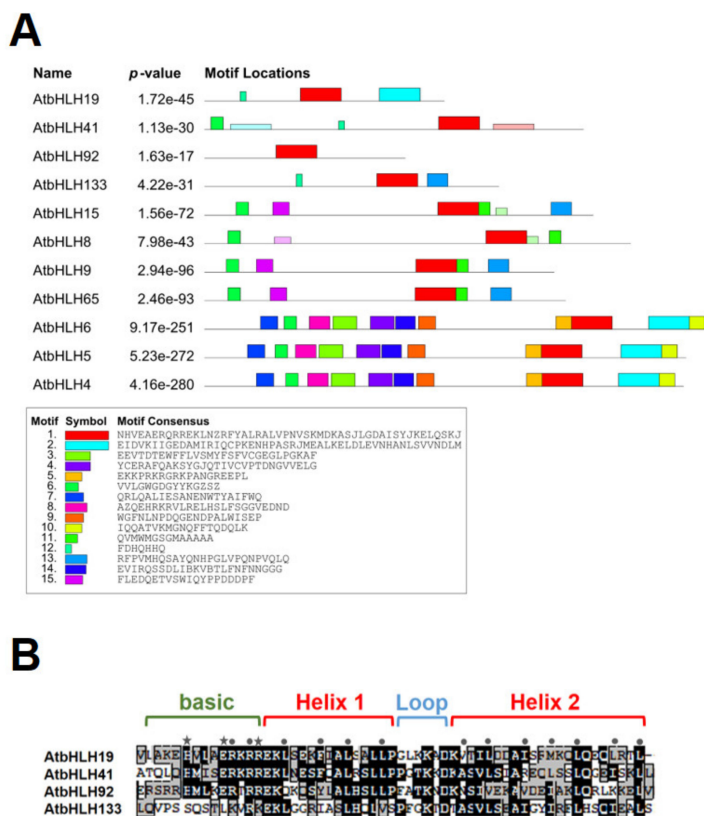 A
Name p-value Motif Locations
AtbHLH19 1.72e-45
AtbHLH41 1.13e-30
AtbHLH92 1.63e-17
AtbHLH133 4.22e-31
AtbHLH15 1.56e-72
AtbHLH8 7.98e-43
AtbHLH9 2.94e-96
AtbHLH65 2.46e-93
AtbHLH6 9.17e-251
AtbHLH5 5.23e-272
AtbHLH4 4.16e-280
Motif Symbol Motif Consensus
1. NHVEAERQRREKLNZRFYALRALVPNVSKMDKASJLGDAISYJKELQSKJ
2. EIDVKIIGEDAMIRIQCPKENHPASRJMEALKELDLEVNHANLSVVNDLM
3. EEVTDTEWFFLVSMYFSFVCGEGLPGKAF
4. YCERAFQAKSYGJQTIVCVPTDNGVVELG
5. EKKPRKRGRKPANGREEPL
6. VVLGWGDGYYKGZSZ
7. QRLQALIESANENWTYAIFWQ
8. AZQEHRKRVLRELHSLFSGGVEDND
9. WGFNLNPDQGENDPALWISEP
10. IQQATVKMGNQFFTQDQLK
11. QVMWMGSGMAAAAA
12. FDHQHHQ
13. RFPVMHQSAYQNHPGLVPQNPVQLQ
14. EVIRQSSDLIBKVBTLFNFNNGGG
15. FLEDQETVSWIQYPPDDDPF
B
basic Helix 1 Loop Helix 2
AtbHLH19
AtbHLH41
AtbHLH92
AtbHLH133